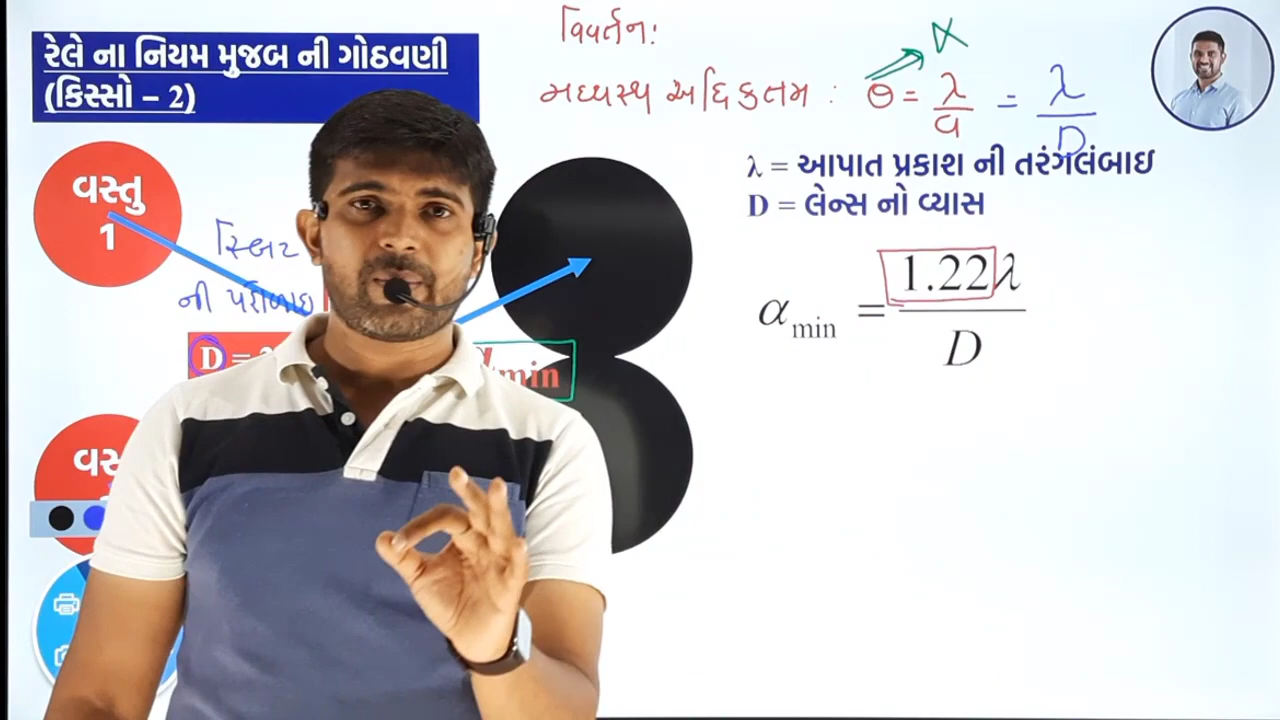 રેલે ના નિયમ મુજબ ની ગોઠવણી
(કિસ્સો – 2)
વિવર્તન:
મધ્યસ્થ અધિકતમ : θ = λ/a = λ/D
α
λ = આપાત પ્રકાશ ની તરંગલંબાઇ
D = લેન્સ નો વ્યાસ
વસ્તુ
1
સ્લિટ
ની પહોળાઇ
α min = 1.22λ/D
D =
min